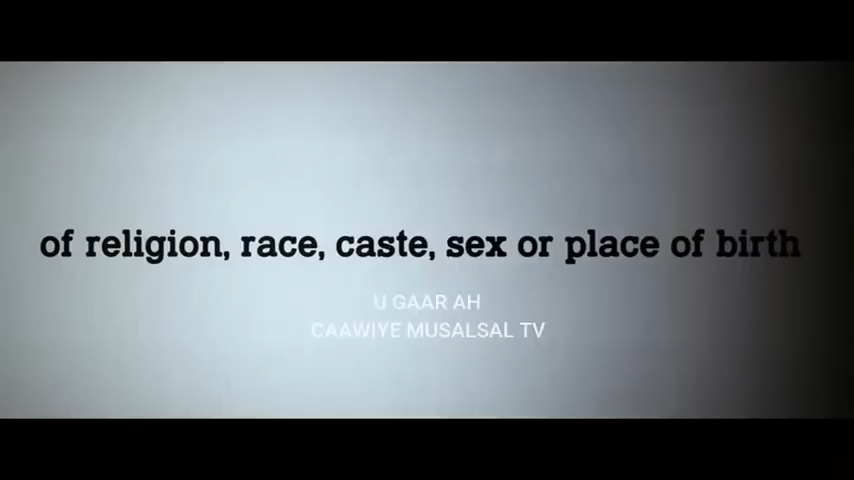 of religion, race, caste, sex or place of birth
U GAAR AH
CAAWIYE MUSALSAL TV